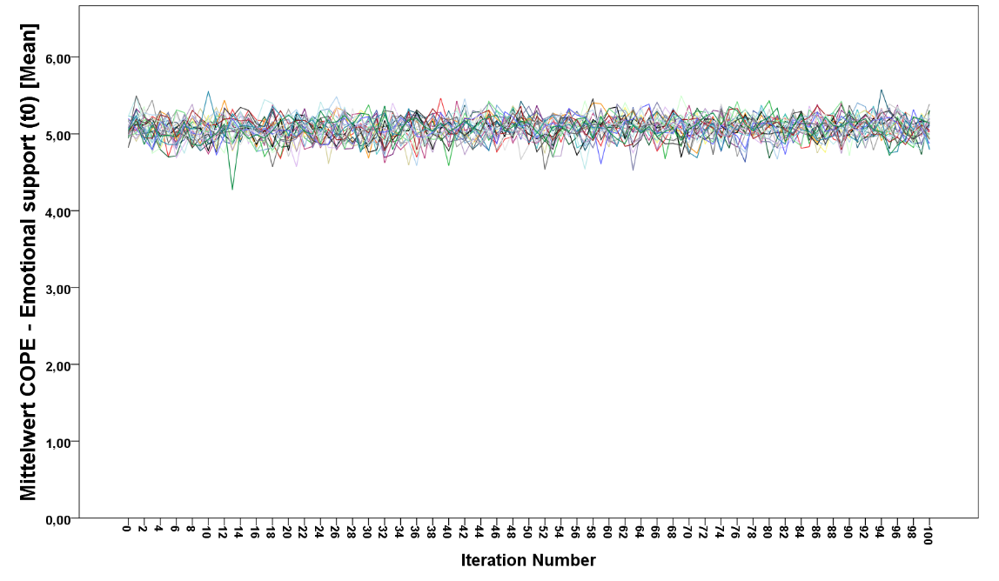 Mittelwert COPE - Emotional support (t0) [Mean]
6,00
5,00
4,00
3,00
2,00
1,00
0,00
0 2 4 6 8 10 12 14 16 18 20 22 24 26 28 30 32 34 36 38 40 42 44 46 48 50 52 54 56 58 60 62 64 66 68 70 72 74 76 78 80 82 84 86 88 90 92 94 96 98 100
Iteration Number